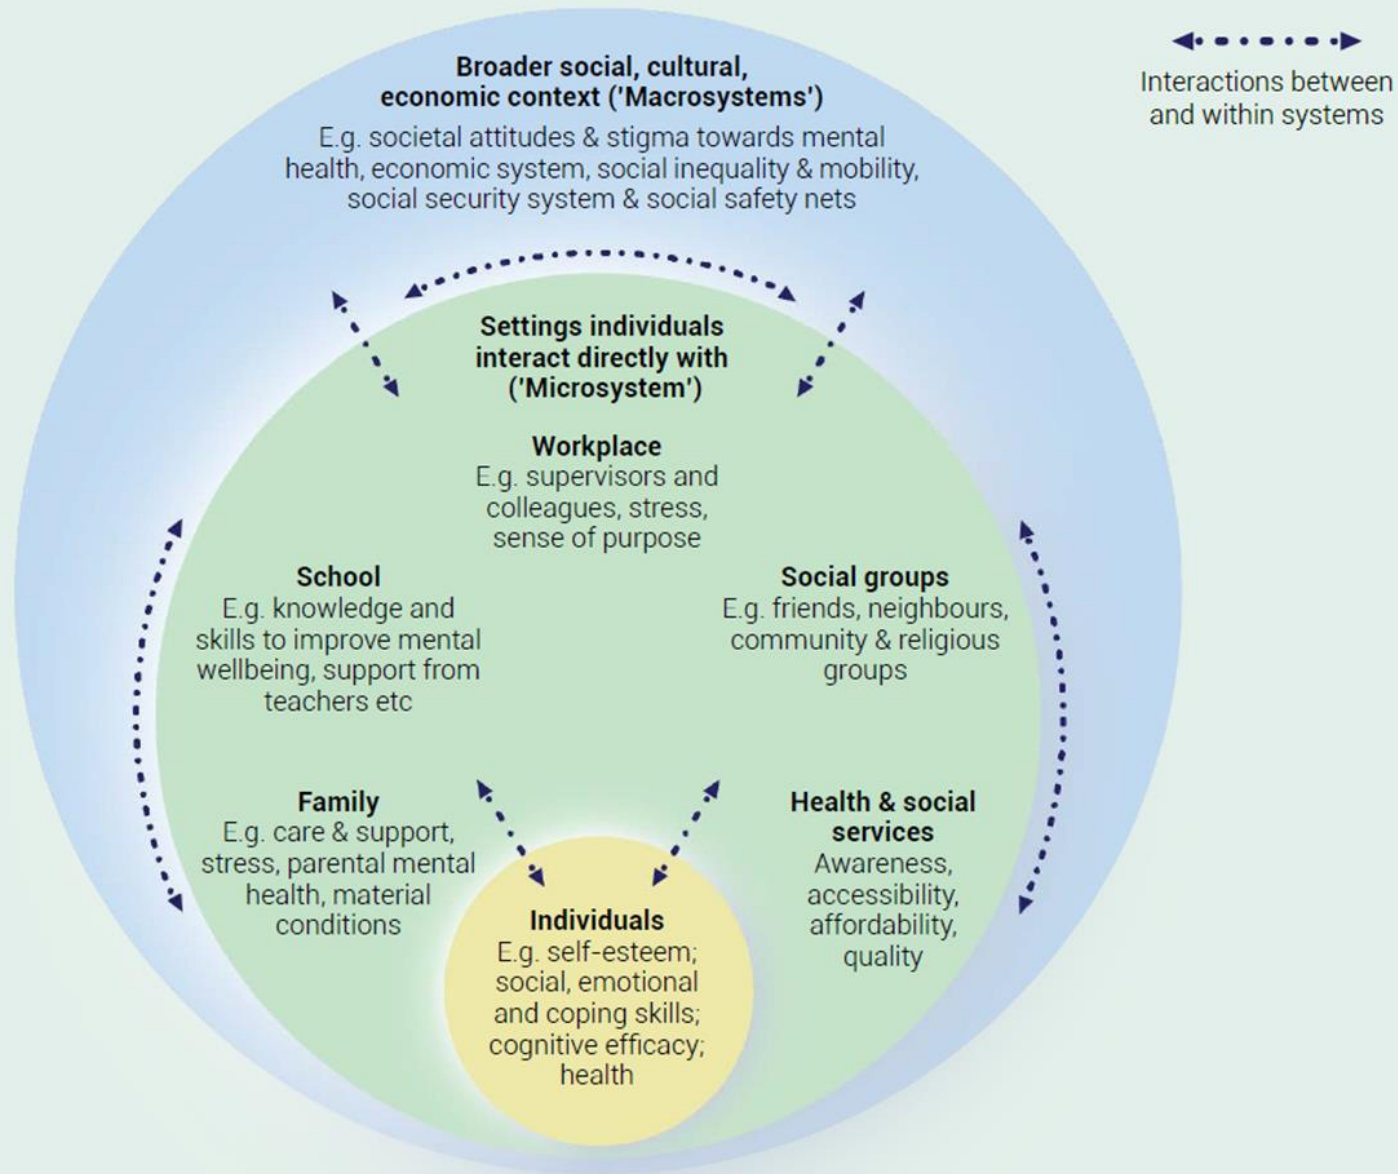 Broader social, cultural,
economic context ('Macrosystems')
E.g. societal attitudes & stigma towards mental
health, economic system, social inequality & mobility,
social security system & social safety nets
Interactions between
and within systems
Settings individuals
interact directly with
('Microsystem')
Workplace
E.g. supervisors and
colleagues, stress,
sense of purpose
School
E.g. knowledge and
skills to improve mental
wellbeing, support from
teachers etc
Social groups
E.g. friends, neighbours,
community & religious
groups
Family
E.g. care & support,
stress, parental mental
health, material
conditions
Health & social
services
Awareness,
accessibility,
affordability,
quality
Individuals
E.g. self-esteem;
social, emotional
and coping skills;
cognitive efficacy;
health